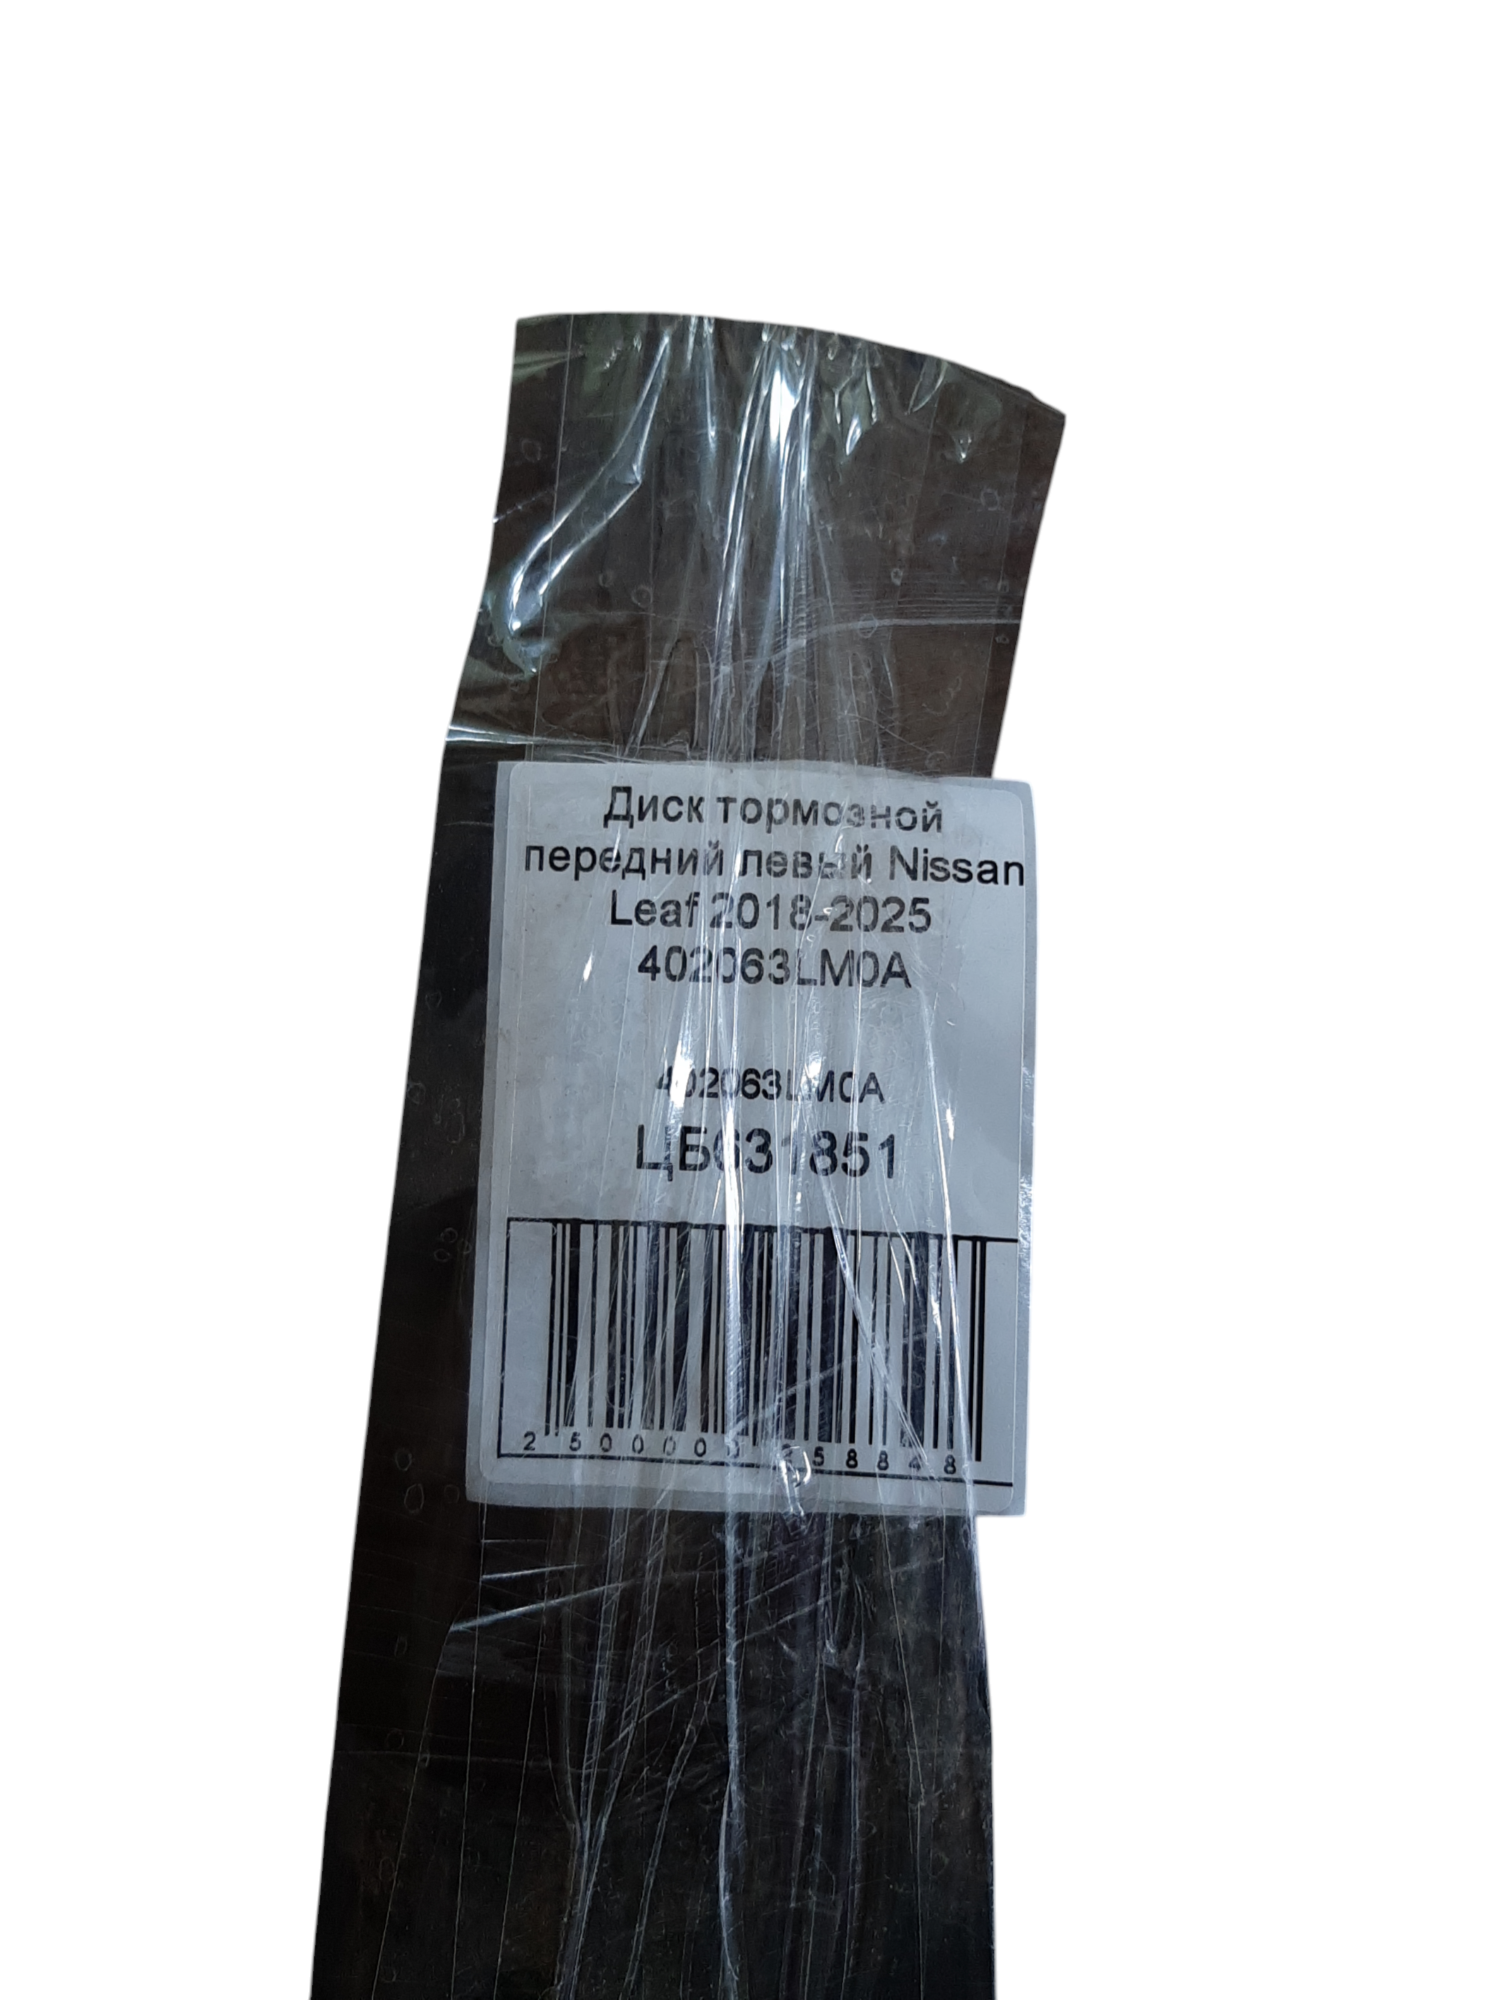 Диск тормозной
передний левый Nissan
Leaf 2018-2025
402063LM0A
402063LM0A
ЦБ631851